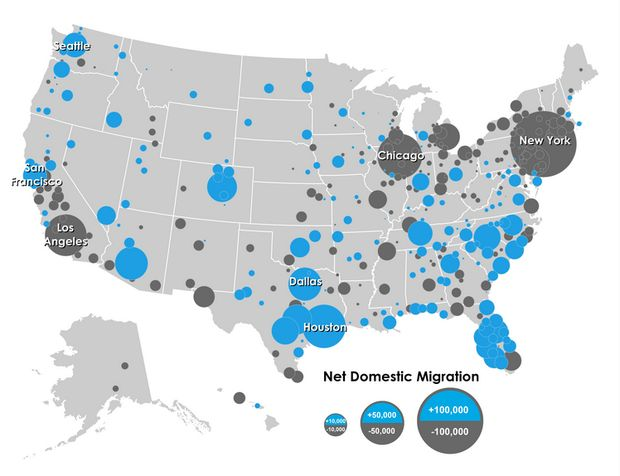 Seattle
San
Francisco
Los
Angeles
Chicago
New York
Dallas
Houston
Net Domestic Migration
+10,000
-10,000
+50,000
-50,000
+100,000
-100,000